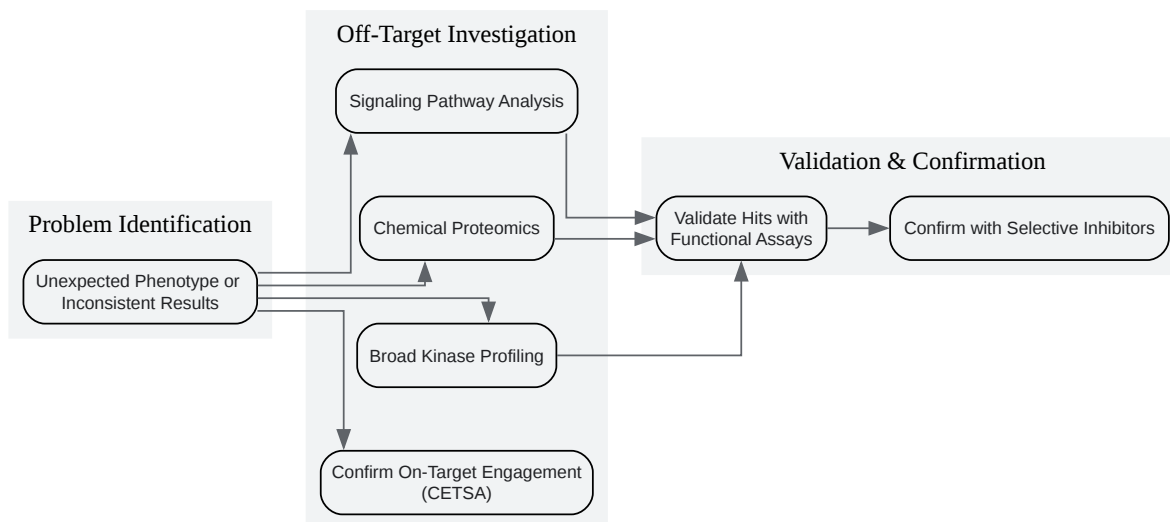 Problem Identification
Unexpected Phenotype or
Inconsistent Results
Off-Target Investigation
Signaling Pathway Analysis
Chemical Proteomics
Broad Kinase Profiling
Confirm On-Target Engagement
(CETSA)
Validation & Confirmation
Validate Hits with
Functional Assays
Confirm with Selective Inhibitors